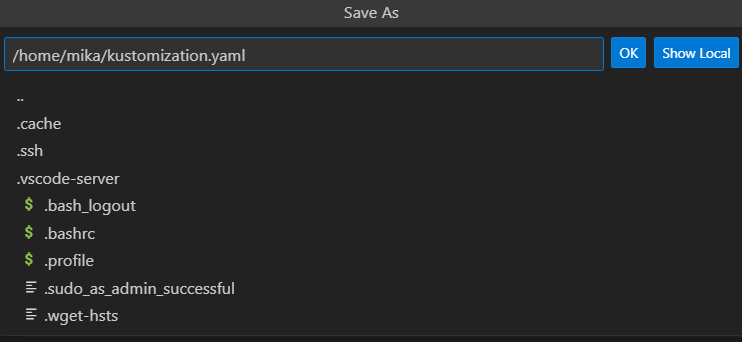 Save As
/home/mika/kustomization.yaml OK Show Local
..
.cache
.ssh
.vscode-server
$ .bash_logout
$ .bashrc
$ .profile
.sudo_as_admin_successful
.wget-hsts